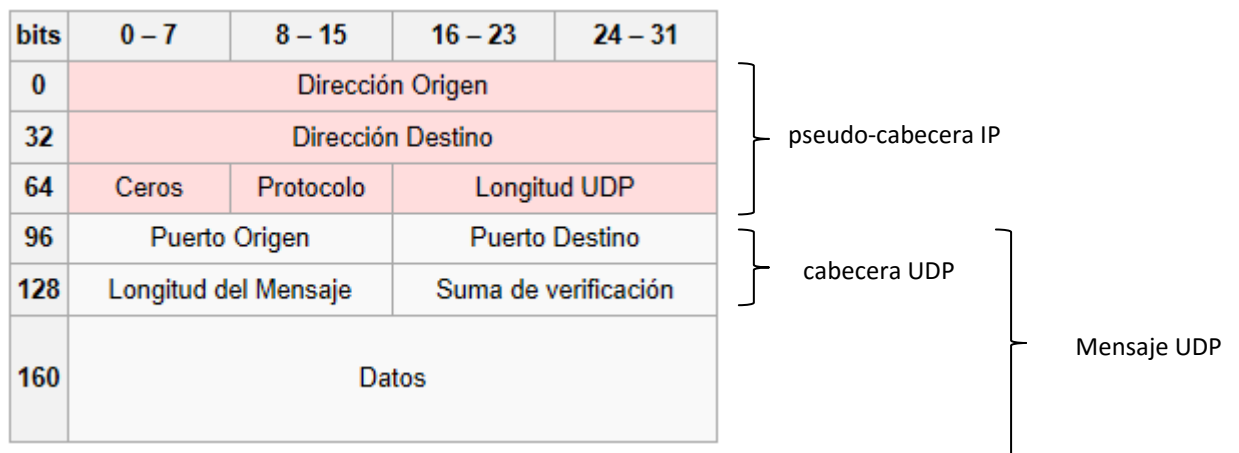 bits 0 – 7 8 – 15 16 – 23 24 – 31
0 Dirección Origen
32 Dirección Destino
pseudo-cabecera IP
64 Ceros Protocolo Longitud UDP
96 Puerto Origen Puerto Destino
cabecera UDP
128 Longitud del Mensaje Suma de verificación
Mensaje UDP
160 Datos